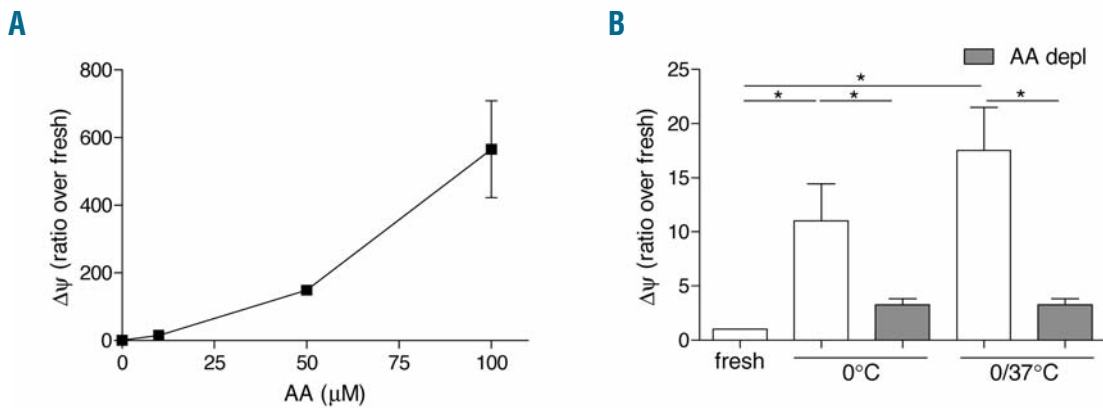 A
Δψ (ratio over fresh)
800
600
400
200
0
0 25 50 75 100
AA (μM)
B
AA depl
Δψ (ratio over fresh)
25
20
15
10
5
0
* * * *
fresh
0°C
0/37°C